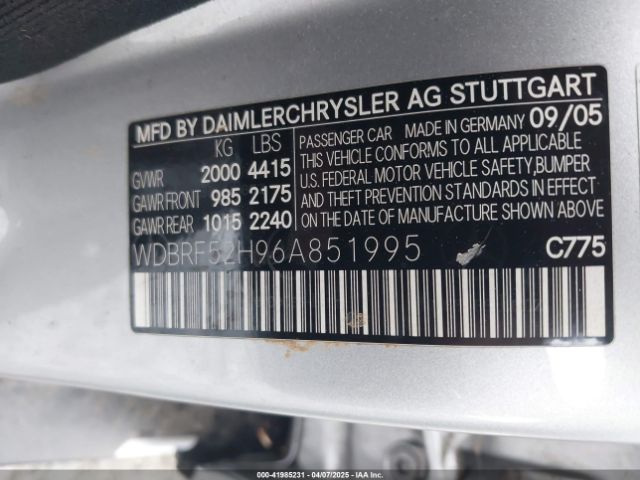 MFD BY DAIMLERCHRYSLER AG STUTTGART
KG LBS
GVWR 2000 4415
GAWR FRONT 985 2175
GAWR REAR 1015 2240
PASSENGER CAR MADE IN GERMANY 09/05
THIS VEHICLE CONFORMS TO ALL APPLICABLE
U.S. FEDERAL MOTOR VEHICLE SAFETY,BUMPER
AND THEFT PREVENTION STANDARDS IN EFFECT
ON THE DATE OF MANUFACTURE SHOWN ABOVE
WDBRF52H96A851995 C775
000-41985231 - 04/07/2025 - IAA Inc.